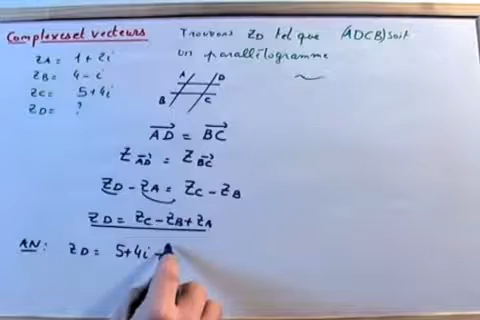 Complexes et vecteurs
Trouvons ZD tel que (ADCB) soit
un parallélogramme
ZA = 1 + 2i
ZB = 4 - i
ZC = 5 + 4i
ZD = ?
A D
B C
AD = BC
Z AD = Z BC
ZD - ZA = ZC - ZB
ZD = ZC - ZB + ZA
AN : ZD = 5 + 4i -